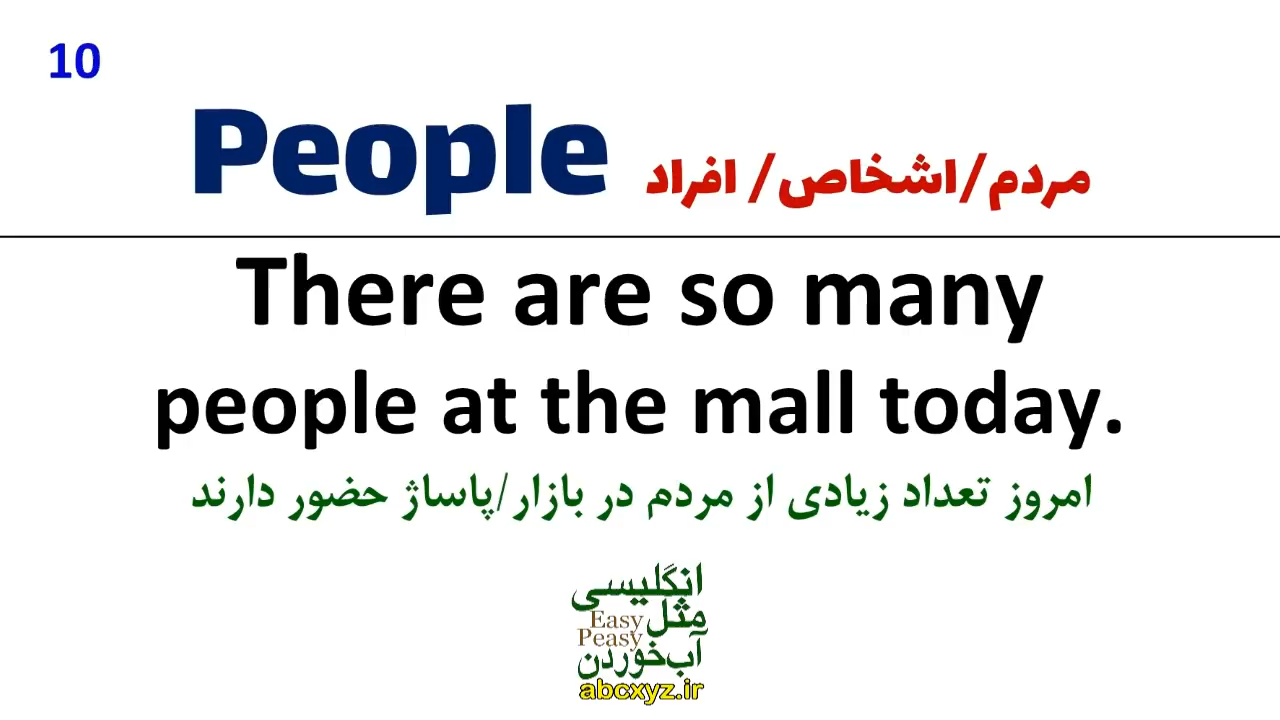 10
People مردم/اشخاص/ افراد
There are so many
people at the mall today.
امروز تعداد زیادی از مردم در بازار/پاساژ حضور دارند
انگلیسی
مثل
Easy
Peasy
آب‌خوردن
abcxyz.ir